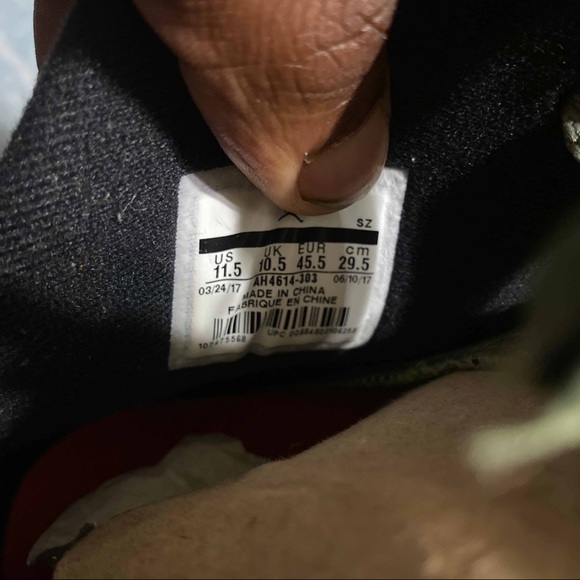 SZ
US UK EUR cm
11.5 10.5 45.5 29.5
03/24/17 AH4614-303 06/10/17
MADE IN CHINA
FABRIQUE EN CHINE
UPC